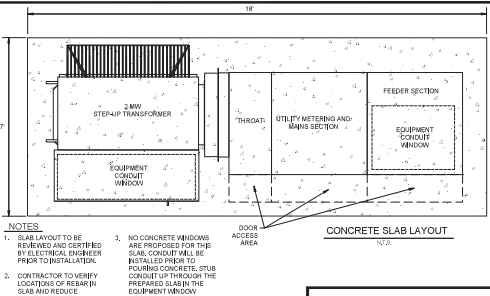 18'
7'
2 MW
STEP-UP TRANSFORMER
EQUIPMENT
CONDUIT
WINDOW
THROAT
UTILITY METERING AND
MAINS SECTION
FEEDER SECTION
EQUIPMENT
CONDUIT
WINDOW
DOOR
ACCESS
AREA
CONCRETE SLAB LAYOUT
N.T.S.
NOTES
1. SLAB LAYOUT TO BE
REVIEWED AND CERTIFIED
BY ELECTRICAL ENGINEER
PRIOR TO INSTALLATION.
2. CONTRACTOR TO VERIFY
LOCATIONS OF REBAR IN
SLAB AND REDUCE
3. NO CONCRETE WINDOWS
ARE PROPOSED FOR THIS
SLAB, CONDUIT WILL BE
INSTALLED PRIOR TO
POURING CONCRETE. STUB
CONDUIT UP THROUGH THE
PREPARED SLAB IN THE
EQUIPMENT WINDOW